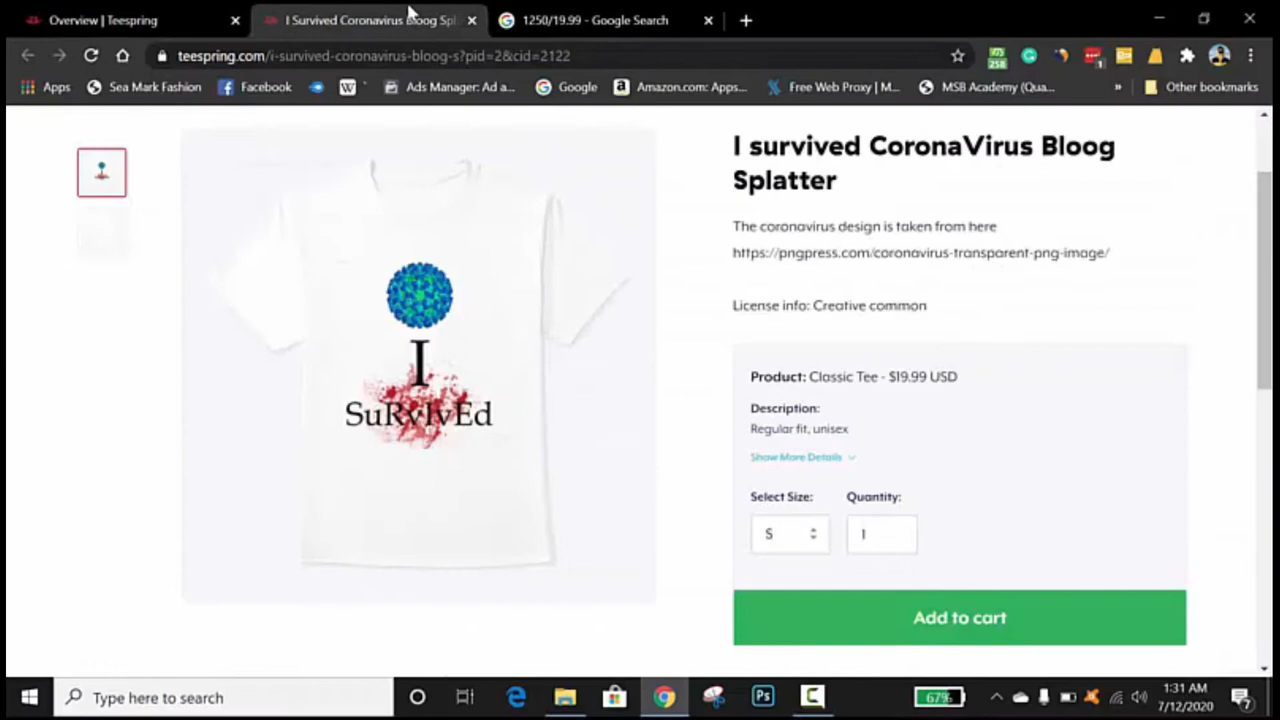 Overview | Teespring
I Survived Coronavirus Bloog Spl
1250/19.99 - Google Search
teespring.com/i-survived-coronavirus-bloog-s?pid=2&cid=2122
258
1
Apps
Sea Mark Fashion
Facebook
W
Ads Manager: Ad a...
Google
Amazon.com: Apps...
Free Web Proxy | M...
MSB Academy (Qua...
»
Other bookmarks
I survived CoronaVirus Bloog
Splatter
The coronavirus design is taken from here
https://pngpress.com/coronavirus-transparent-png-image/
License info: Creative common
I
SuRvIvEd
Product: Classic Tee - $19.99 USD
Description:
Regular fit, unisex
Show More Details
Select Size:
Quantity:
S
1
Add to cart
Type here to search
Ps
67%
1:31 AM
7/12/2020
7